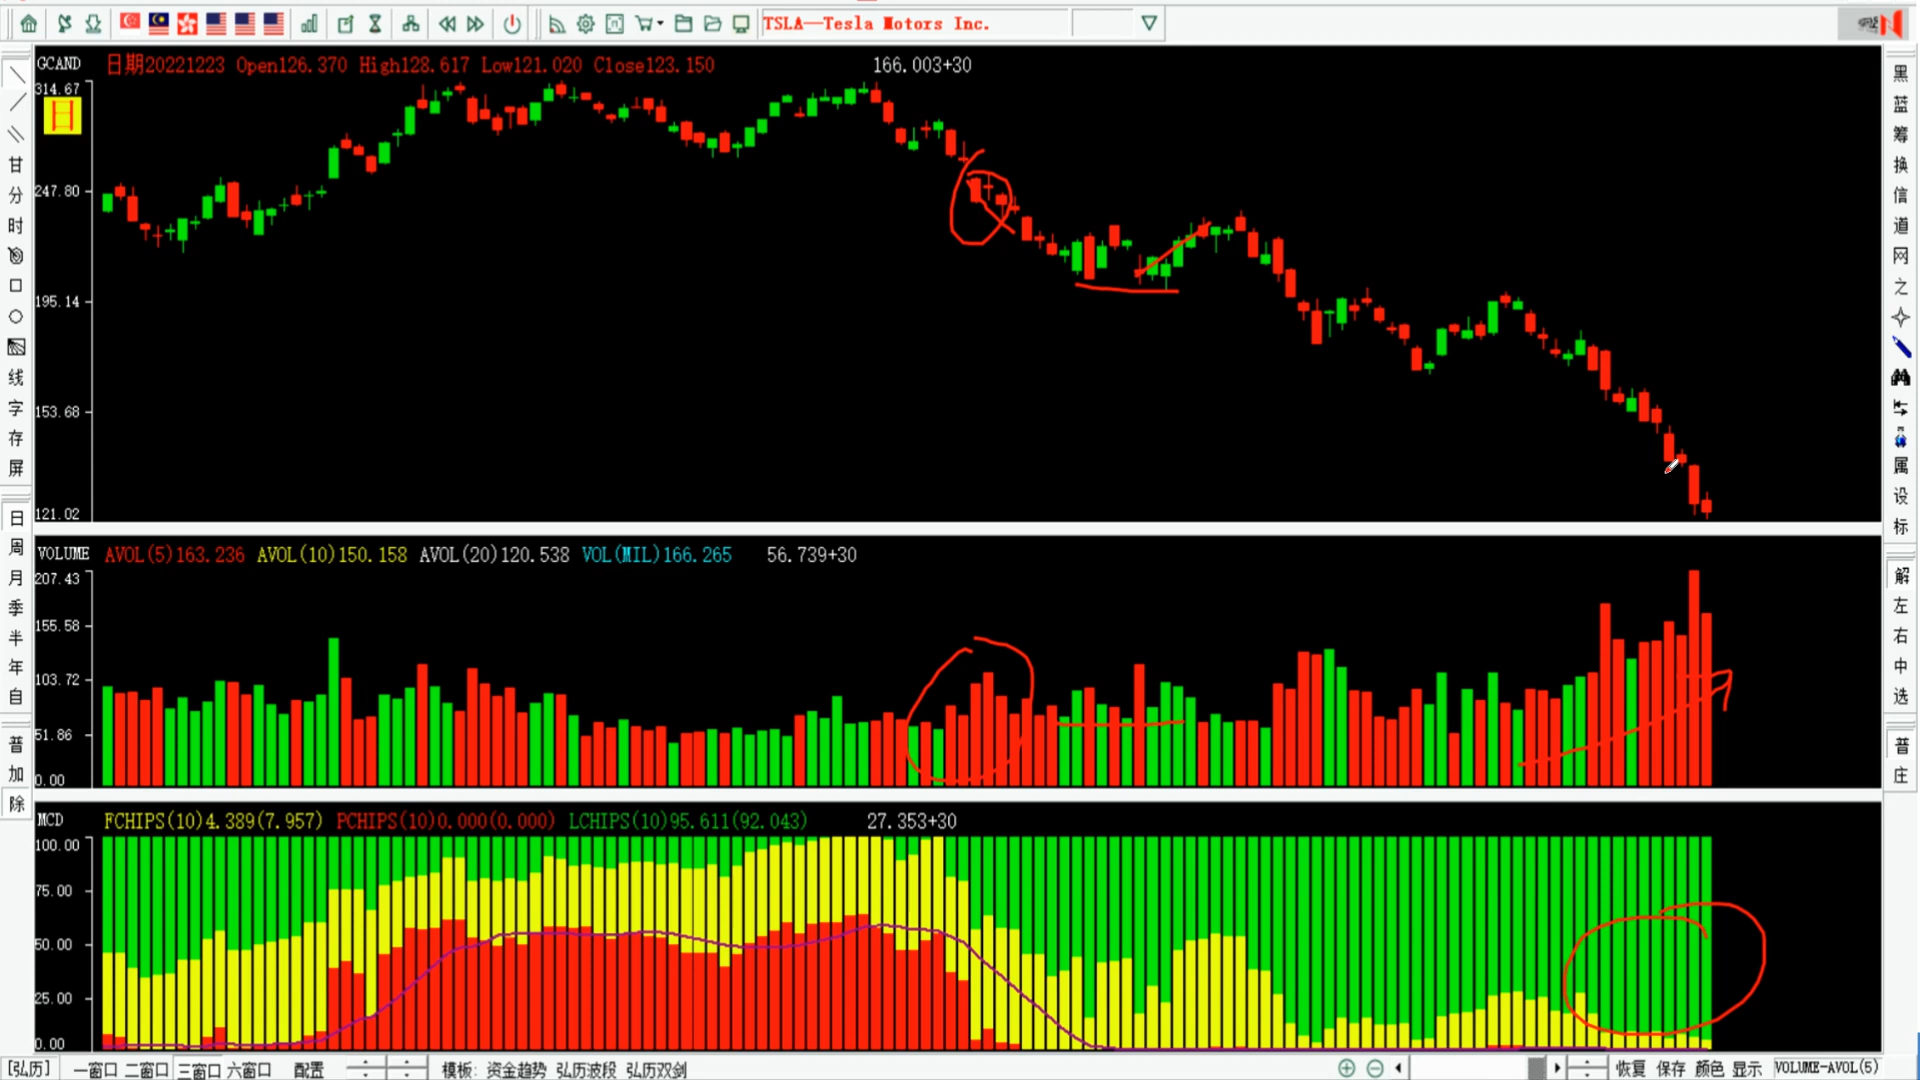 TSLA—Tesla Motors Inc.
GCAND 日期20221223 Open126.370 High128.617 Low121.020 Close123.150 166.003+30
314.67
日
247.80
195.14
153.68
121.02
VOLUME AVOL(5)163.236 AVOL(10)150.158 AVOL(20)120.538 VOL(MIL)166.265 56.739+30
207.43
155.58
103.72
51.86
0.00
MCD FCHIPS(10)4.389(7.957) PCHIPS(10)0.000(0.000) LCHIPS(10)95.611(92.043) 27.353+30
100.00
75.00
50.00
25.00
0.00
甘
分
时
线
字
存
屏
日
周
月
季
半
年
自
普
加
除
黑
蓝
筹
换
信
道
网
之
属
设
标
解
左
右
中
选
普
庄
[弘历] 一窗口 二窗口 三窗口 六窗口 配置 模板: 资金趋势 弘历波段 弘历双剑 恢复 保存 颜色 显示 VOLUME-AVOL(5)